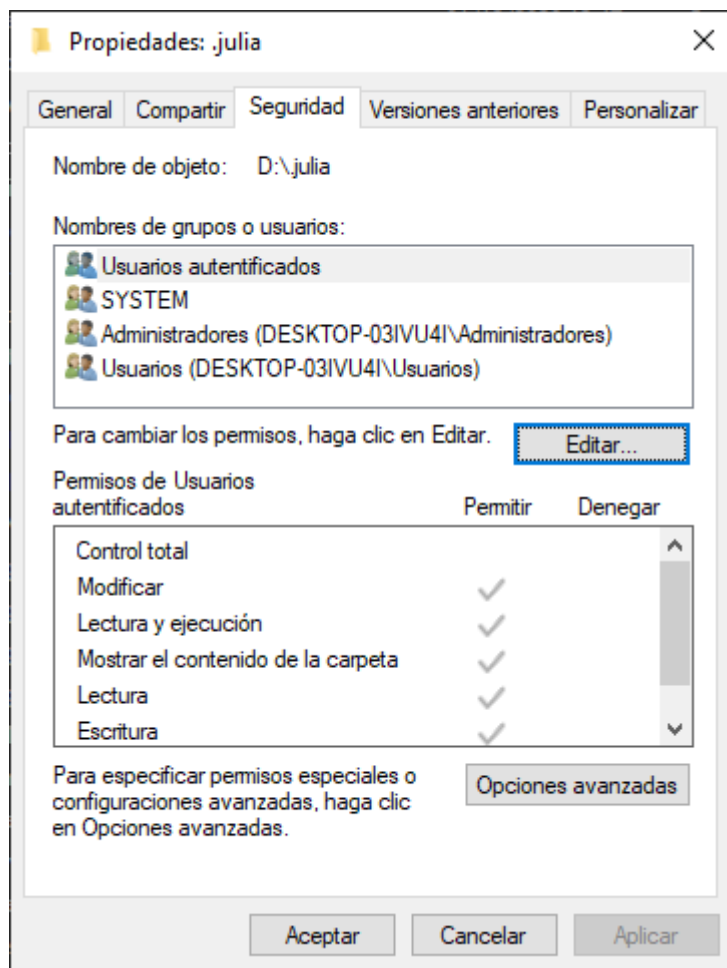 Propiedades: .julia
General Compartir Seguridad Versiones anteriores Personalizar
Nombre de objeto: D:\.julia
Nombres de grupos o usuarios:
Usuarios autentificados
SYSTEM
Administradores (DESKTOP-03IVU4I\Administradores)
Usuarios (DESKTOP-03IVU4I\Usuarios)
Para cambiar los permisos, haga clic en Editar. Editar...
Permisos de Usuarios
autentificados Permitir Denegar
Control total
Modificar
Lectura y ejecución
Mostrar el contenido de la carpeta
Lectura
Escritura
Para especificar permisos especiales o
configuraciones avanzadas, haga clic
en Opciones avanzadas.
Opciones avanzadas
Aceptar Cancelar Aplicar